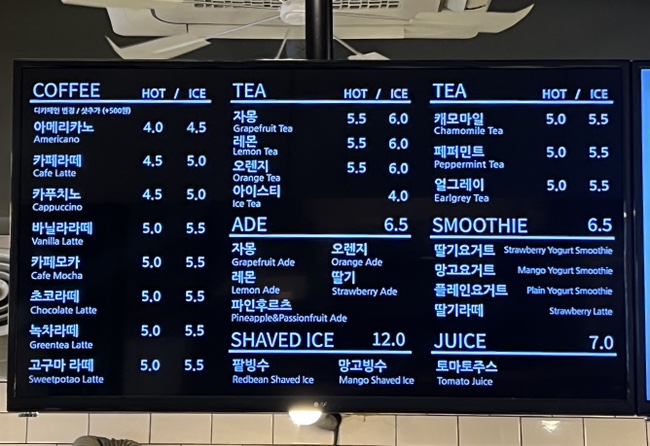 COFFEE HOT / ICE
디카페인 변경 / 샷추가 (+500원)
아메리카노 4.0 4.5
Americano
카페라떼 4.5 5.0
Cafe Latte
카푸치노 4.5 5.0
Cappuccino
바닐라라떼 5.0 5.5
Vanilla Latte
카페모카 5.0 5.5
Cafe Mocha
초코라떼 5.0 5.5
Chocolate Latte
녹차라떼 5.0 5.5
Greentea Latte
고구마 라떼 5.0 5.5
Sweetpotao Latte
TEA HOT / ICE
자몽 5.5 6.0
Grapefruit Tea
레몬 5.5 6.0
Lemon Tea
오렌지 5.5 6.0
Orange Tea
아이스티 4.0
Ice Tea
ADE 6.5
자몽 오렌지
Grapefruit Ade Orange Ade
레몬 딸기
Lemon Ade Strawberry Ade
파인후르츠
Pineapple&Passionfruit Ade
SHAVED ICE 12.0
팥빙수 망고빙수
Redbean Shaved Ice Mango Shaved Ice
TEA HOT / ICE
캐모마일 5.0 5.5
Chamomile Tea
페퍼민트 5.0 5.5
Peppermint Tea
얼그레이 5.0 5.5
Earlgrey Tea
SMOOTHIE 6.5
딸기요거트 Strawberry Yogurt Smoothie
망고요거트 Mango Yogurt Smoothie
플레인요거트 Plain Yogurt Smoothie
딸기라떼 Strawberry Latte
JUICE 7.0
토마토주스
Tomato Juice
LG